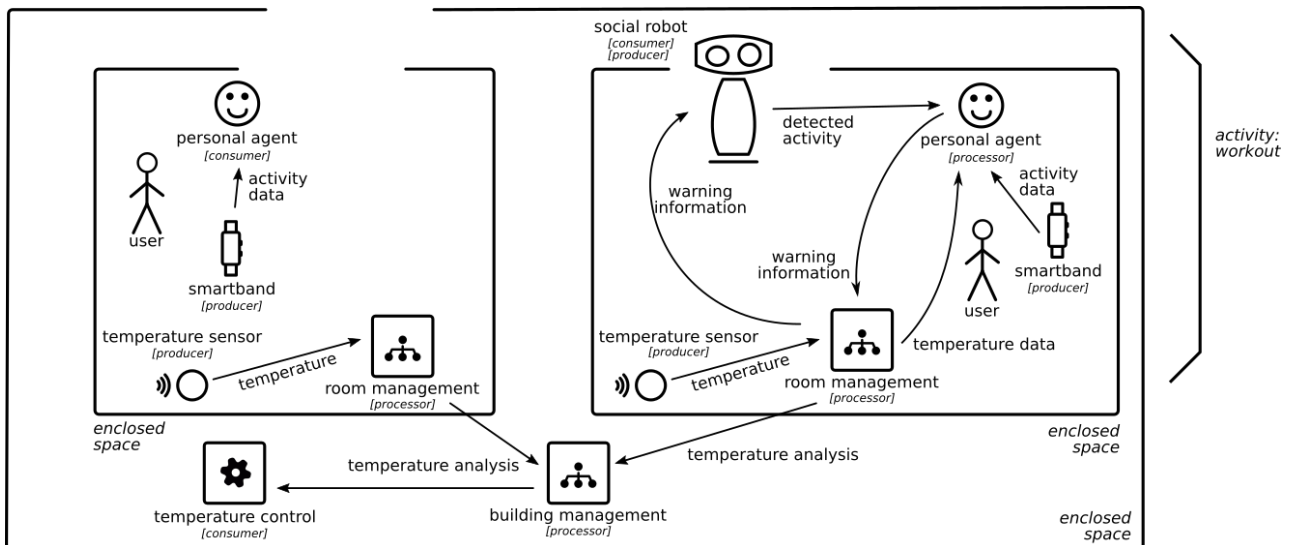 social robot
[consumer]
[producer]
personal agent
[consumer]
activity
data
user
smartband
[producer]
temperature sensor
[producer]
temperature
room management
[processor]
enclosed
space
detected
activity
personal agent
[processor]
activity
data
warning
information
warning
information
user
smartband
[producer]
temperature sensor
[producer]
temperature
temperature data
room management
[processor]
enclosed
space
activity:
workout
temperature analysis
temperature analysis
temperature control
[consumer]
building management
[processor]
enclosed
space